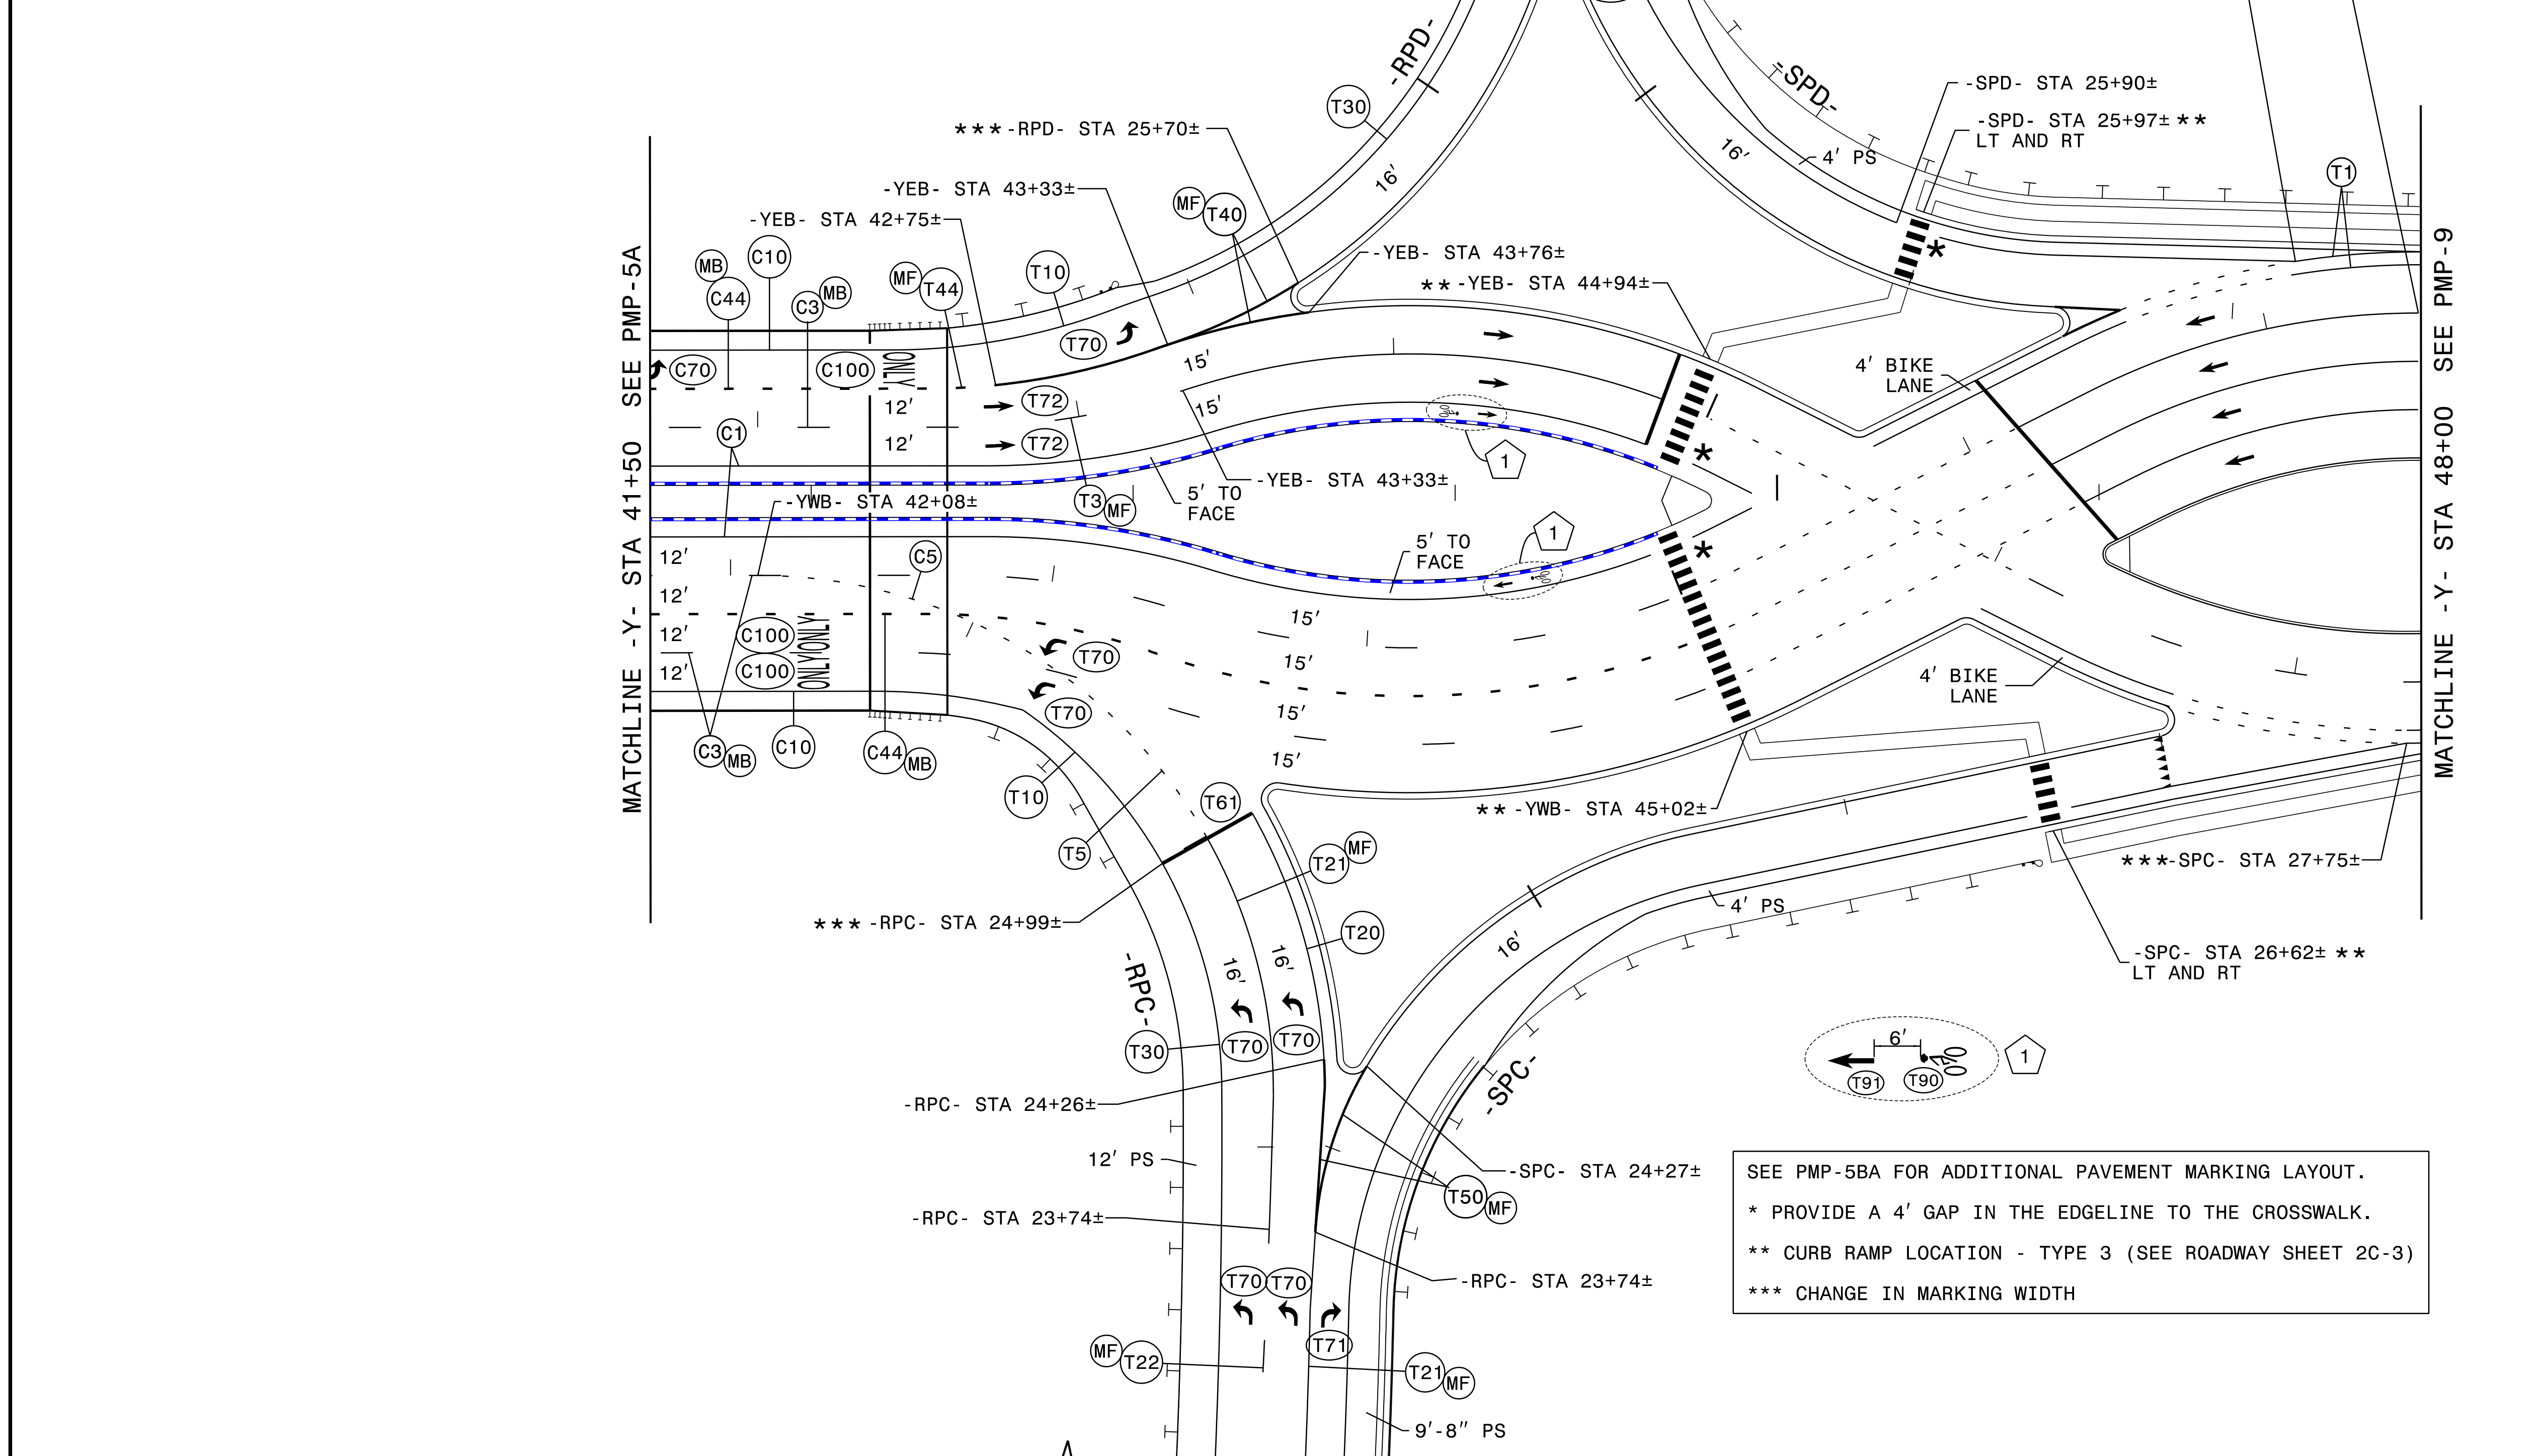 -RPD-
-SPD-
T30
-SPD- STA 25+90±
-SPD- STA 25+97± **
LT AND RT
***-RPD- STA 25+70±
16'
16'
4' PS
T1
-YEB- STA 43+33±
-YEB- STA 42+75±
MF T40
MB C10
C44
C3 MB
MF T44
T10
-YEB- STA 43+76±
**-YEB- STA 44+94±
*
MATCHLINE -Y- STA 41+50 SEE PMP-5A
MATCHLINE -Y- STA 48+00 SEE PMP-9
C70
C100 ONLY
T70
15'
4' BIKE
LANE
12'
T72
15'
C1
12'
T72
1
*
-YEB- STA 43+33±
-YWB- STA 42+08±
T3 MF
5' TO
FACE
1
5' TO
FACE
*
12'
C5
12'
15'
12'
C100 ONLY
T70
15'
12'
C100 ONLY
T70
15'
4' BIKE
LANE
15'
C3 MB
C10
C44 MB
T10
T61
**-YWB- STA 45+02±
T5
T21 MF
***-SPC- STA 27+75±
***-RPC- STA 24+99±
T20
4' PS
-RPC-
16'
16'
16'
-SPC- STA 26+62± **
LT AND RT
T30
T70
T70
-SPC-
6'
T91
T90
1
-RPC- STA 24+26±
12' PS
-SPC- STA 24+27±
T50 MF
-RPC- STA 23+74±
-RPC- STA 23+74±
T70
T70
T71
MF T22
T21 MF
9'-8" PS
SEE PMP-5BA FOR ADDITIONAL PAVEMENT MARKING LAYOUT.
* PROVIDE A 4' GAP IN THE EDGELINE TO THE CROSSWALK.
** CURB RAMP LOCATION - TYPE 3 (SEE ROADWAY SHEET 2C-3)
*** CHANGE IN MARKING WIDTH